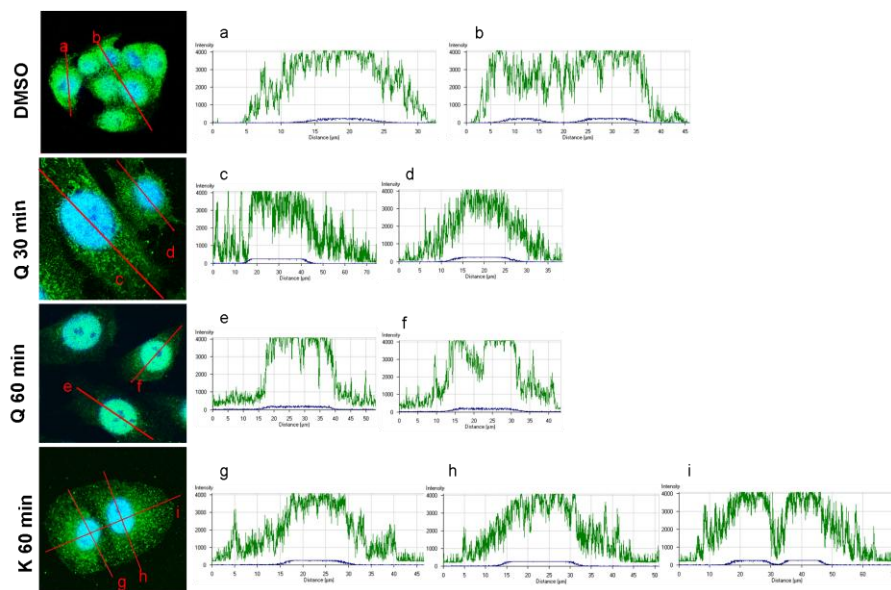 DMSO
a
b
a
Intensity
4000
3000
2000
1000
0
0 5 10 15 20 25 30
Distance (µm)
b
Intensity
4000
3000
2000
1000
0
0 5 10 15 20 25 30 35 40 45
Distance (µm)
Q 30 min
c
d
c
Intensity
4000
3000
2000
1000
0
0 10 20 30 40 50 60 70
Distance (µm)
d
Intensity
4000
3000
2000
1000
0
0 5 10 15 20 25 30 35
Distance (µm)
Q 60 min
e
f
e
Intensity
4000
3000
2000
1000
0
0 5 10 15 20 25 30 35 40 45 50
Distance (µm)
f
Intensity
4000
3000
2000
1000
0
0 5 10 15 20 25 30 35 40
Distance (µm)
K 60 min
i
g
h
g
Intensity
4000
3000
2000
1000
0
0 5 10 15 20 25 30 35 40 45
Distance (µm)
h
Intensity
4000
3000
2000
1000
0
0 5 10 15 20 25 30 35 40 45 50
Distance (µm)
i
Intensity
4000
3000
2000
1000
0
0 10 20 30 40 50 60
Distance (µm)